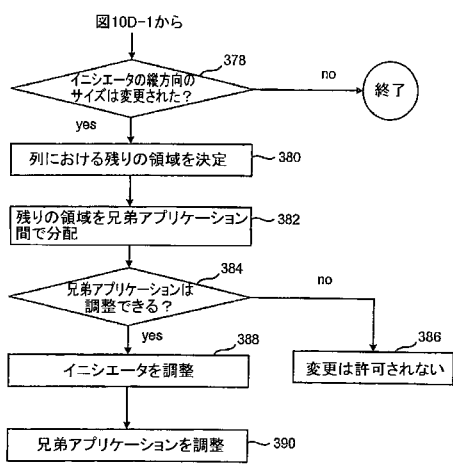 図10D-1から
378
イニシエータの縦方向の
サイズは変更された？
no
終了
yes
列における残りの領域を決定
380
残りの領域を兄弟アプリケーション
間で分配
382
384
兄弟アプリケーションは
調整できる？
no
yes
388
イニシエータを調整
386
変更は許可されない
兄弟アプリケーションを調整
390